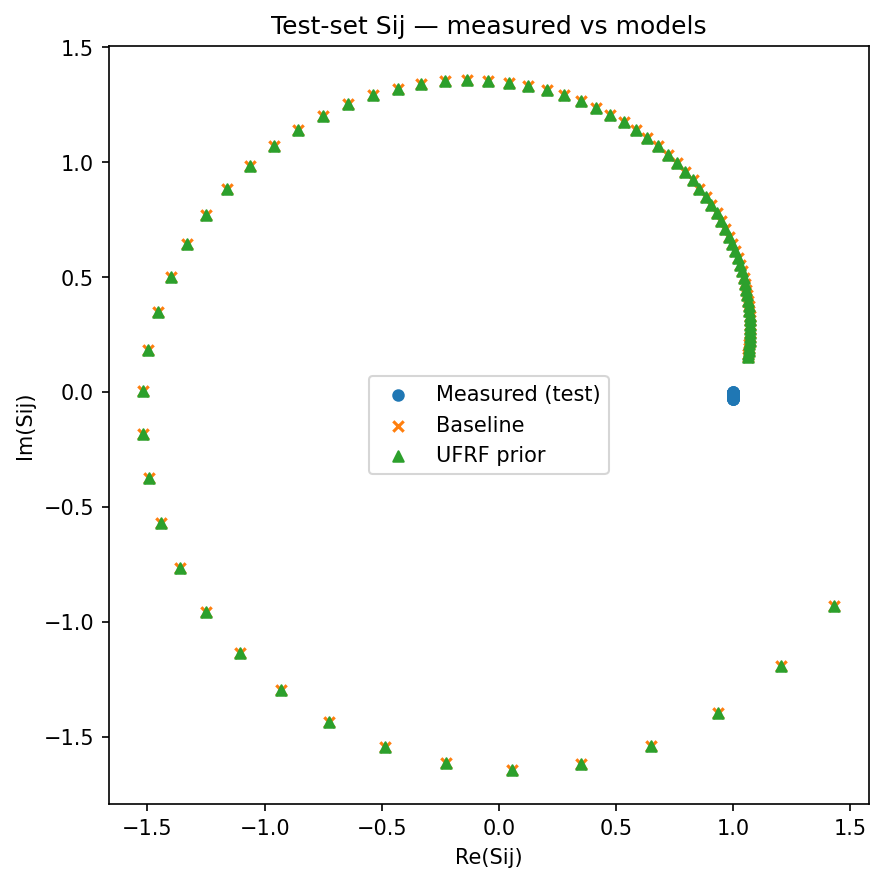 Test-set Sij — measured vs models
1.5
1.0
0.5
0.0
−0.5
−1.0
−1.5
Im(Sij)
Measured (test)
Baseline
UFRF prior
−1.5 −1.0 −0.5 0.0 0.5 1.0 1.5
Re(Sij)